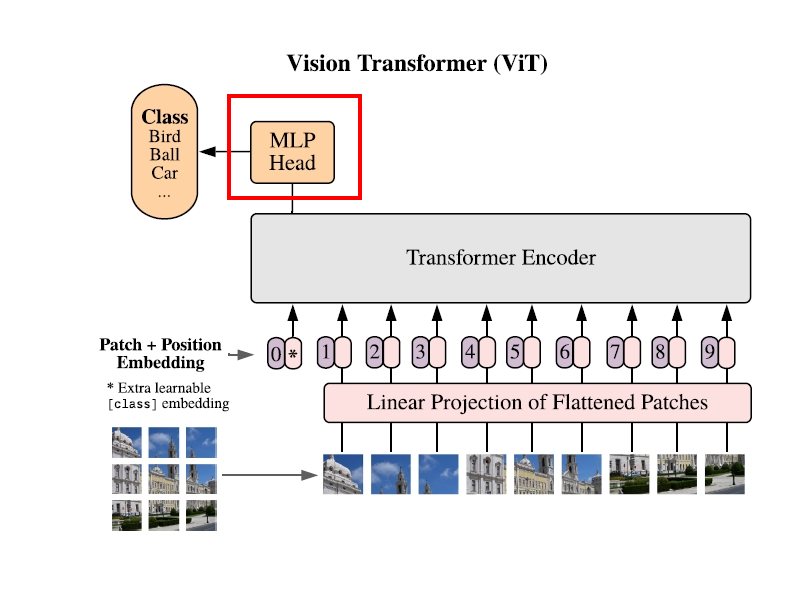 Vision Transformer (ViT)
Class
Bird
Ball
Car
...
MLP
Head
Transformer Encoder
Patch + Position
Embedding
0 * 1 2 3 4 5 6 7 8 9
* Extra learnable
[class] embedding
Linear Projection of Flattened Patches